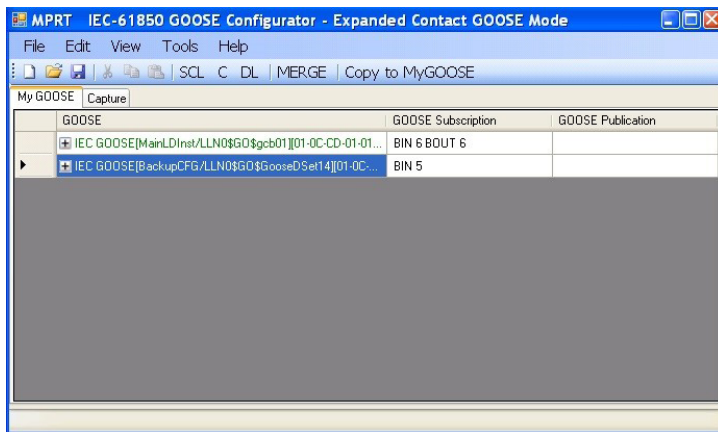 MPRT IEC-61850 GOOSE Configurator - Expanded Contact GOOSE Mode
File Edit View Tools Help
SCL C DL MERGE Copy to MyGOOSE
My GOOSE Capture
GOOSE GOOSE Subscription GOOSE Publication
IEC GOOSE[MainLDInst/LLN0$GO$gcb01][01-0C-CD-01-01... BIN 6 BOUT 6
IEC GOOSE[BackupCFG/LLN0$GO$GooseDSet14][01-0C-... BIN 5